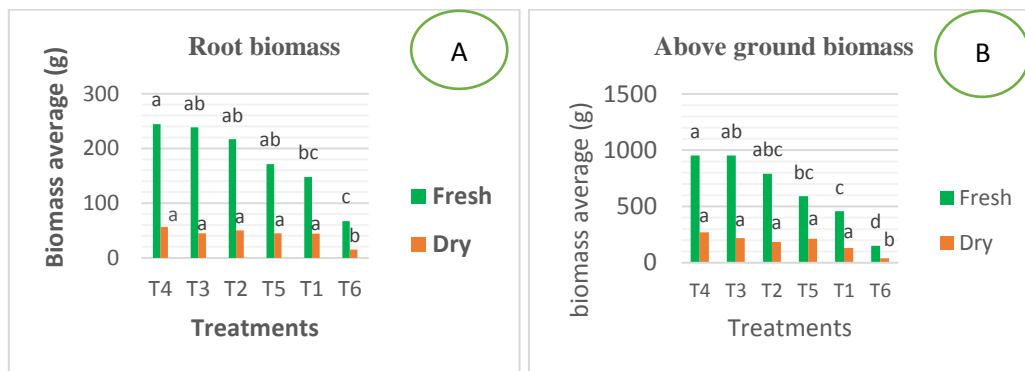 Root biomass
A
Biomass average (g)
300
200
100
0
a ab ab ab bc c
a a a a a b
T4 T3 T2 T5 T1 T6
Treatments
Fresh
Dry
Above ground biomass
B
biomass average (g)
1500
1000
500
0
a ab abc bc c d
a a a a a b
T4 T3 T2 T5 T1 T6
Treatments
Fresh
Dry